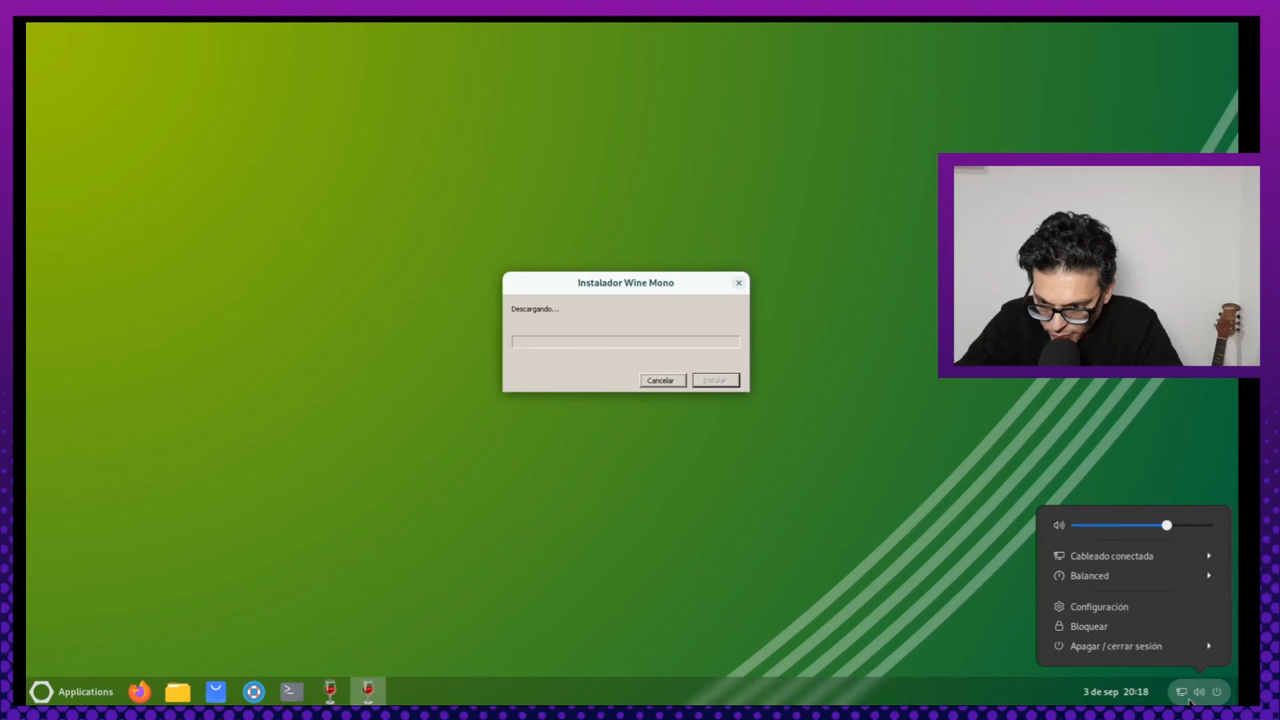 Instalador Wine Mono
Descargando...
Cancelar
Instalar
Cableado conectada
Balanced
Configuración
Bloquear
Apagar / cerrar sesión
Applications
3 de sep 20:18